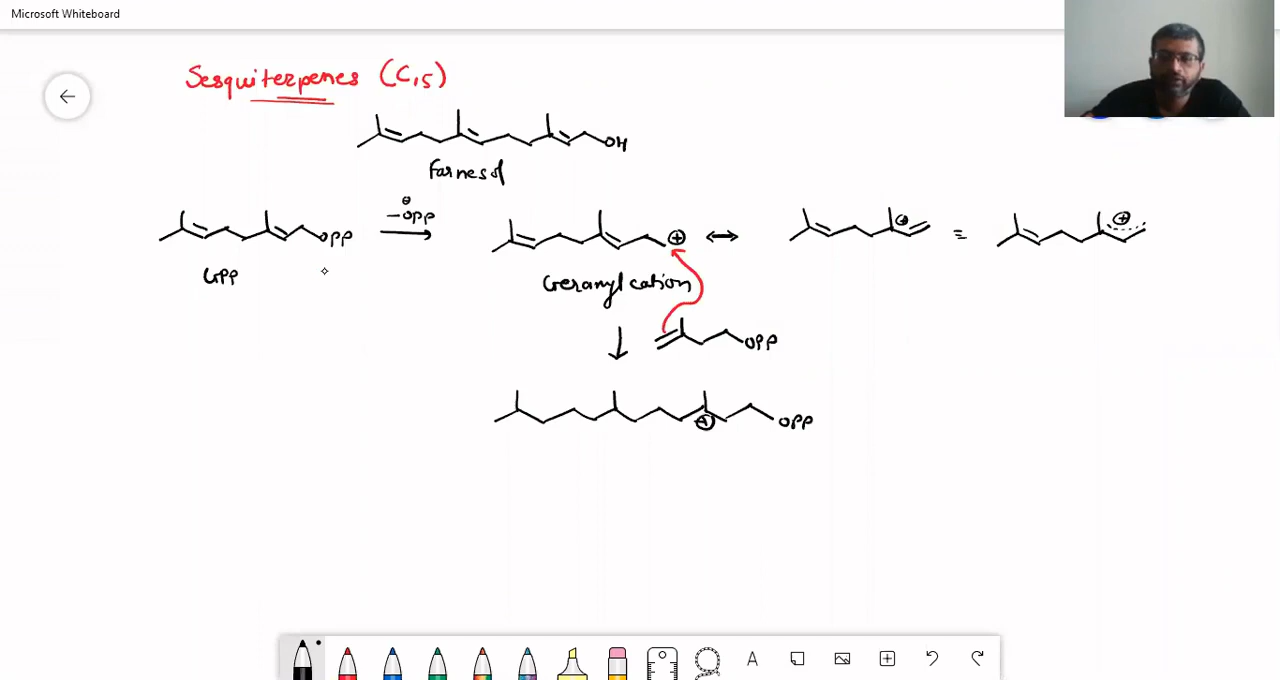 Microsoft Whiteboard
Sesquiterpenes (C15)
OH
Farnesol
OPP
⊖
-OPP
⊕ ↔ ⊕ ≡ ⊕
GPP
Geranyl cation
OPP
⊕ OPP
A